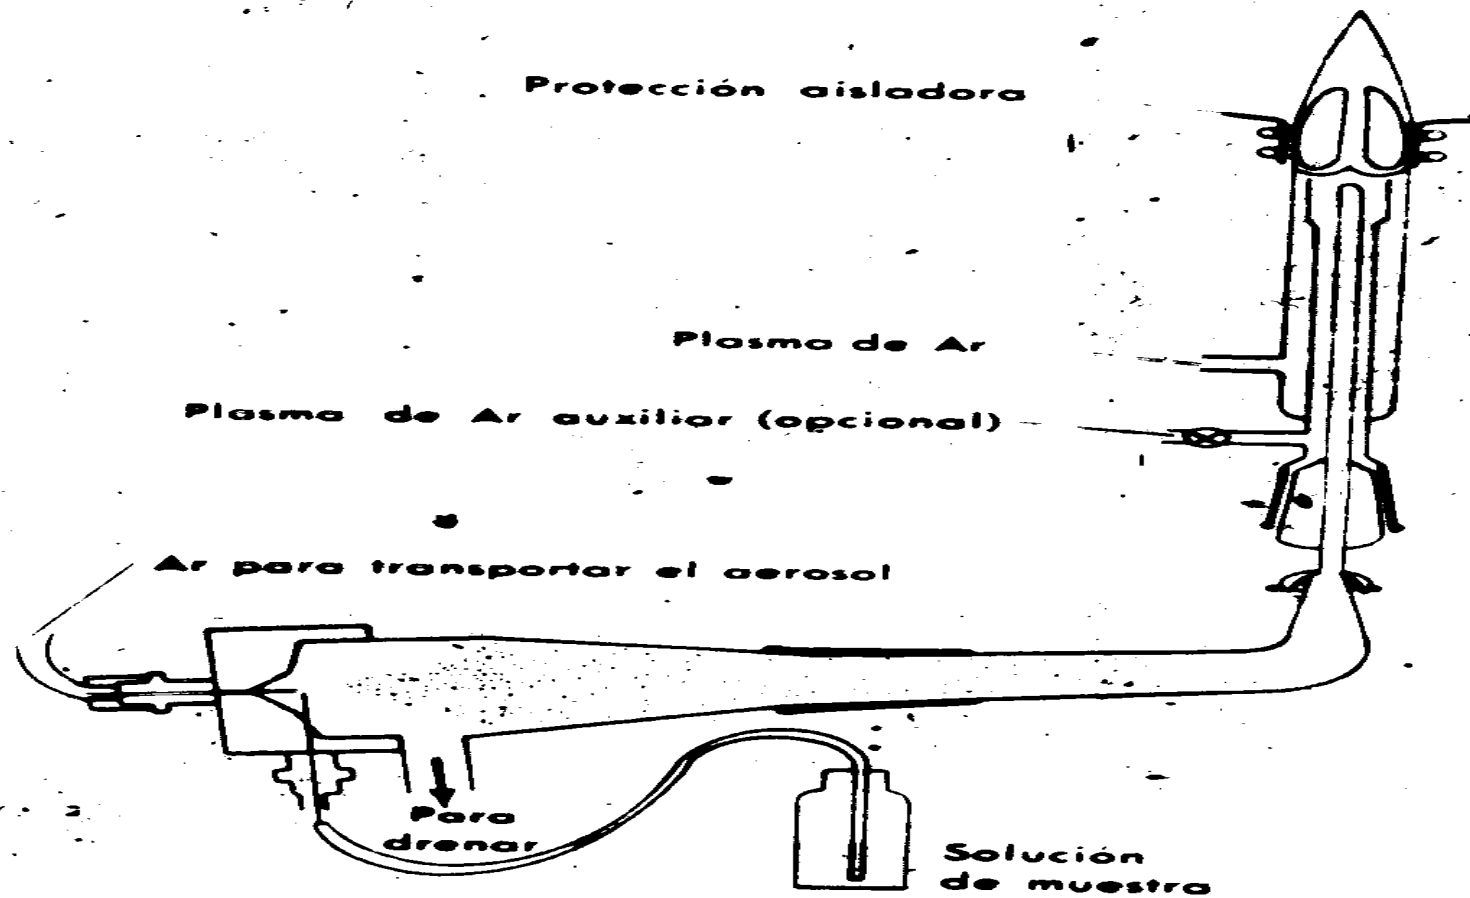 Protección aisladora
Plasma de Ar
Plasma de Ar auxiliar (opcional)
Ar para transportar el aerosol
Para
drenar
Solución
de muestra